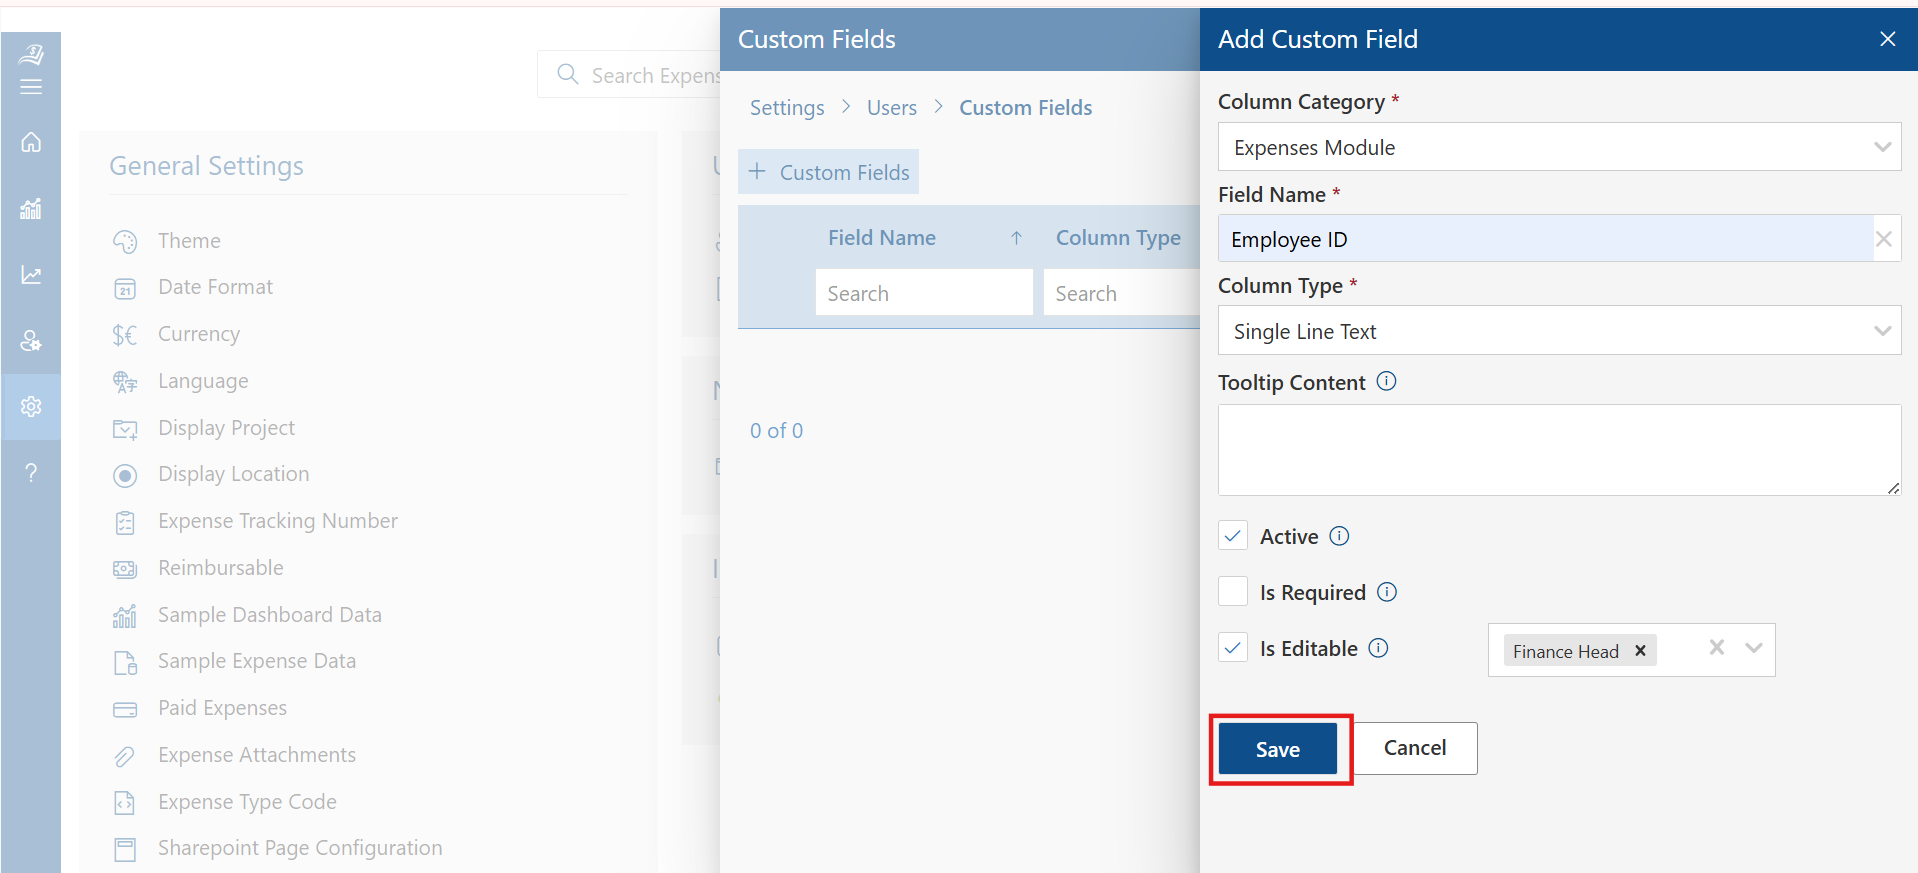 Search Expens
General Settings
Theme
21
Date Format
Currency
Language
Display Project
Display Location
Expense Tracking Number
Reimbursable
Sample Dashboard Data
Sample Expense Data
Paid Expenses
Expense Attachments
Expense Type Code
Sharepoint Page Configuration
Custom Fields
Settings > Users > Custom Fields
+ Custom Fields
Field Name ↑ Column Type
Search Search
0 of 0
Add Custom Field
Column Category *
Expenses Module
Field Name *
Employee ID
Column Type *
Single Line Text
Tooltip Content
Active
Is Required
Is Editable
Finance Head
Save Cancel